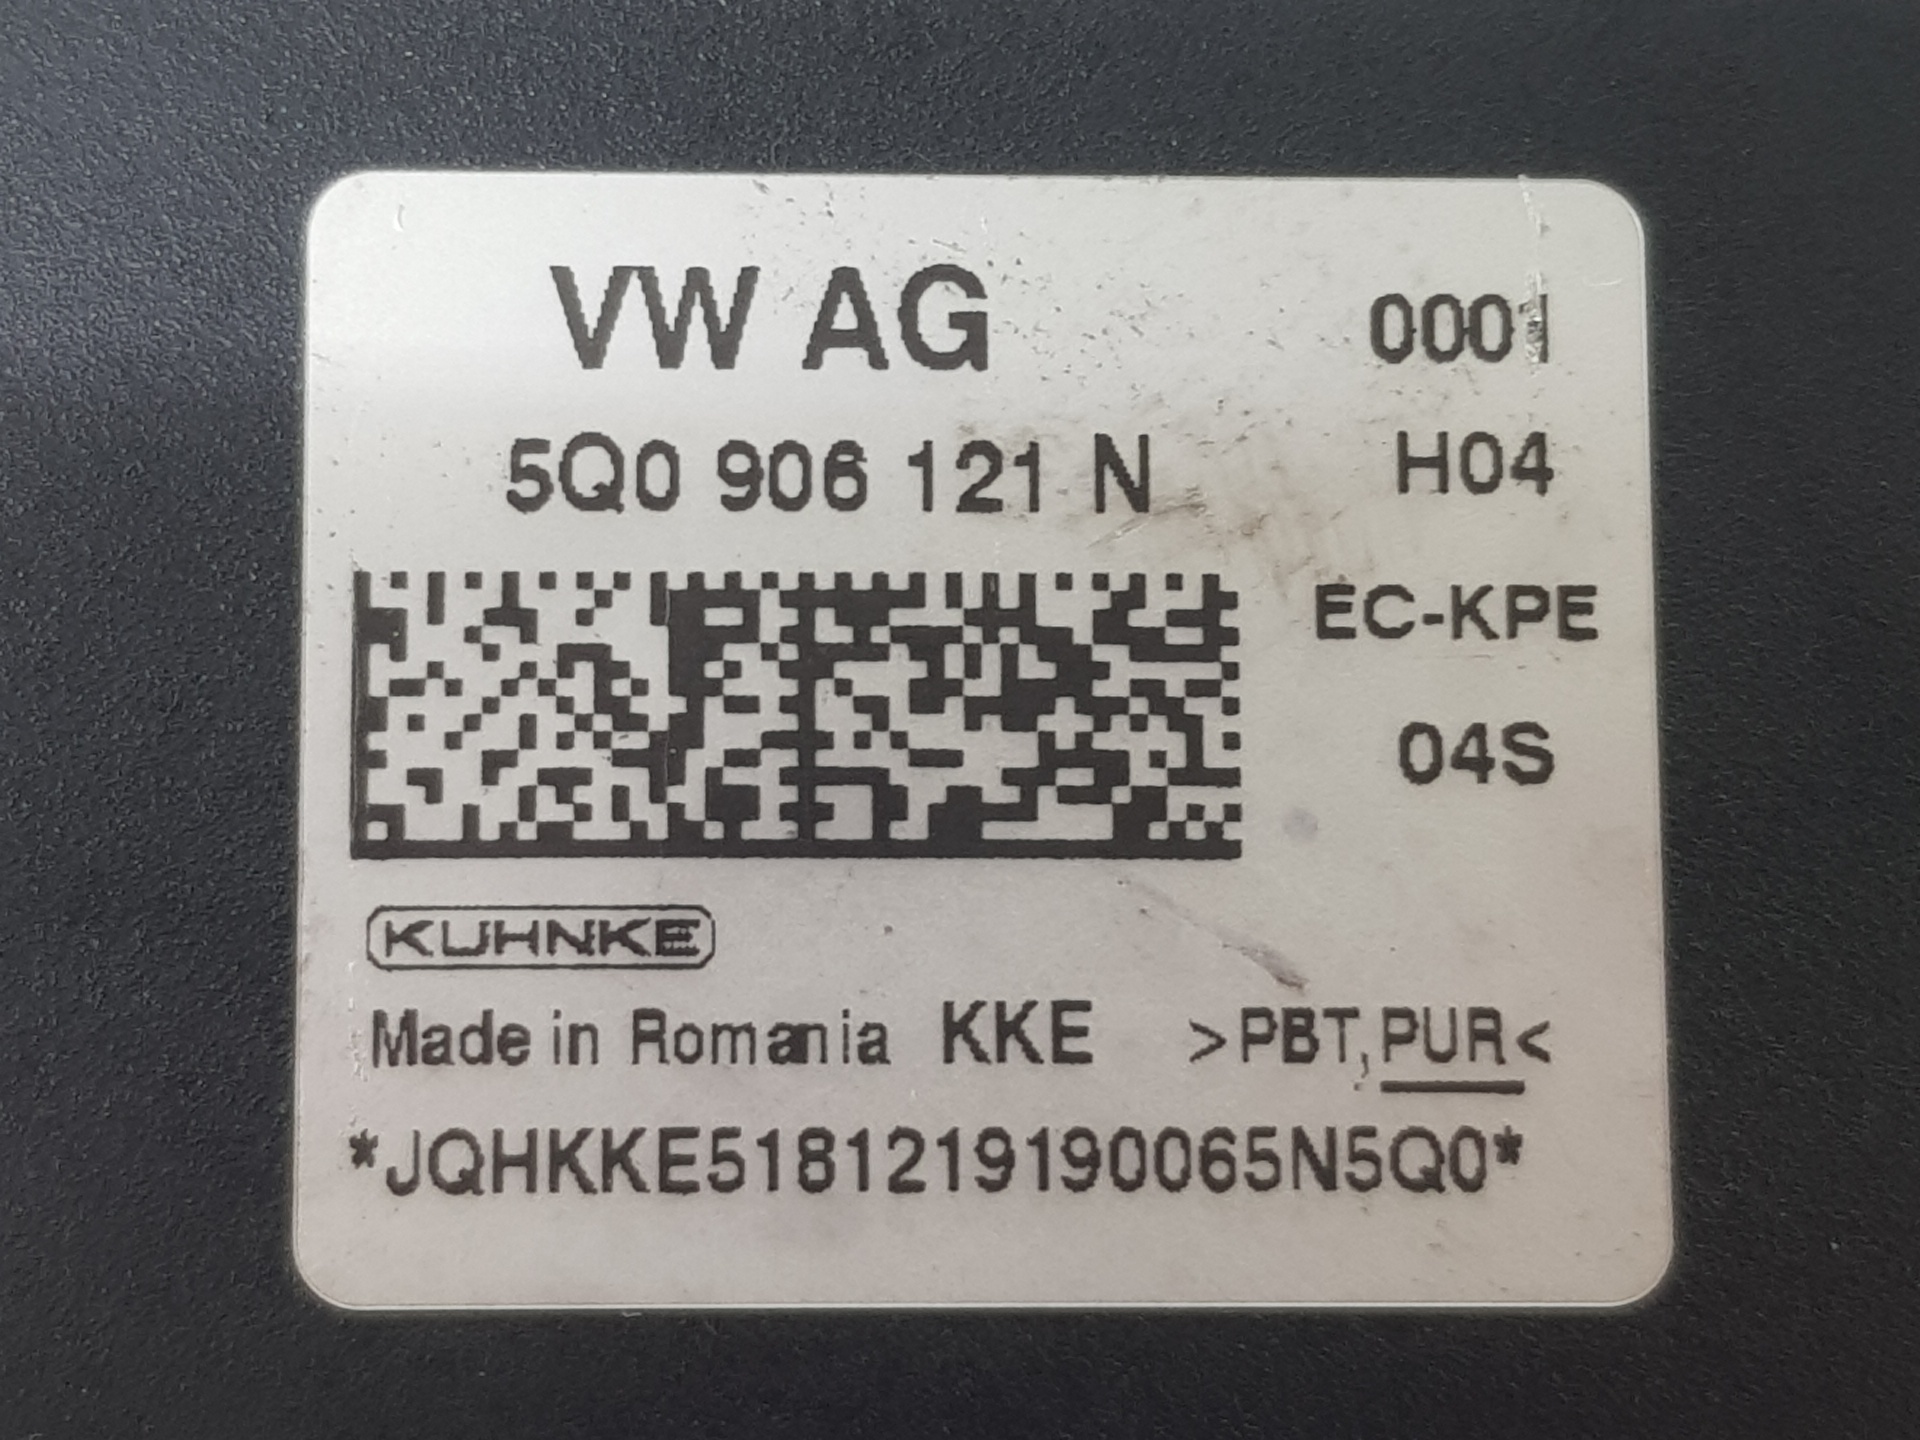 VW AG 0001
5Q0 906 121 N H04
EC-KPE
04S
KUHNKE
Made in Romania KKE >PBT,PUR<
*JQHKKE5181219190065N5Q0*